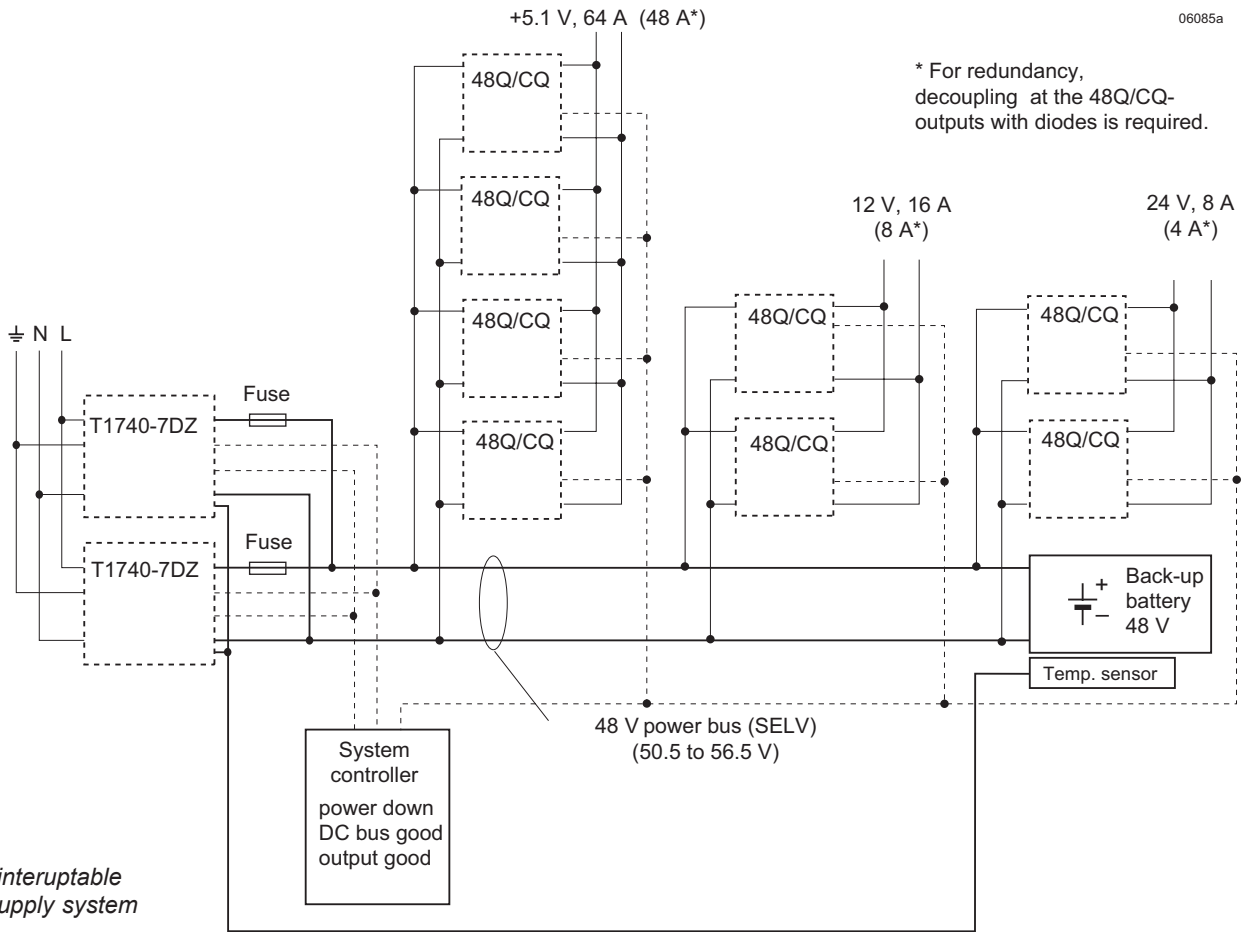 +5.1 V, 64 A (48 A*)
06085a
* For redundancy,
decoupling at the 48Q/CQ-
outputs with diodes is required.
48Q/CQ
48Q/CQ
48Q/CQ
48Q/CQ
12 V, 16 A
(8 A*)
48Q/CQ
48Q/CQ
24 V, 8 A
(4 A*)
48Q/CQ
48Q/CQ
N L
T1740-7DZ
Fuse
T1740-7DZ
Fuse
+
–
Back-up
battery
48 V
Temp. sensor
48 V power bus (SELV)
(50.5 to 56.5 V)
System
controller
power down
DC bus good
output good
interuptable
upply system